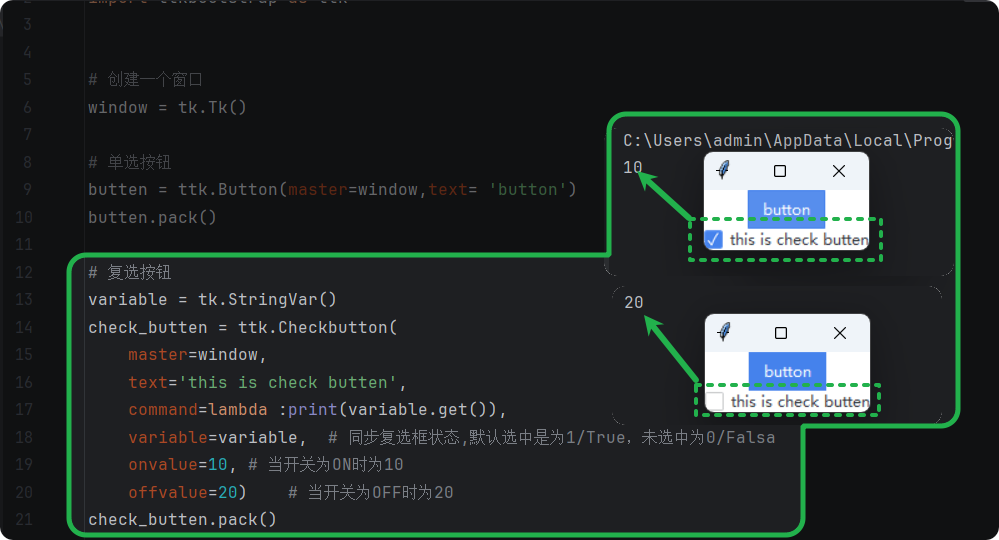 2 import ttkbootstrap as ttk
3
4
5 # 创建一个窗口
6 window = tk.Tk()
7
8 # 单选按钮
9 butten = ttk.Button(master=window,text= 'button')
10 butten.pack()
11
12 # 复选按钮
13 variable = tk.StringVar()
14 check_butten = ttk.Checkbutton(
15 master=window,
16 text='this is check butten',
17 command=lambda :print(variable.get()),
18 variable=variable, # 同步复选框状态,默认选中是为1/True，未选中为0/Falsa
19 onvalue=10, # 当开关为ON时为10
20 offvalue=20) # 当开关为OFF时为20
21 check_butten.pack()
C:\Users\admin\AppData\Local\Prog
10
button
this is check butten
20
button
this is check butten